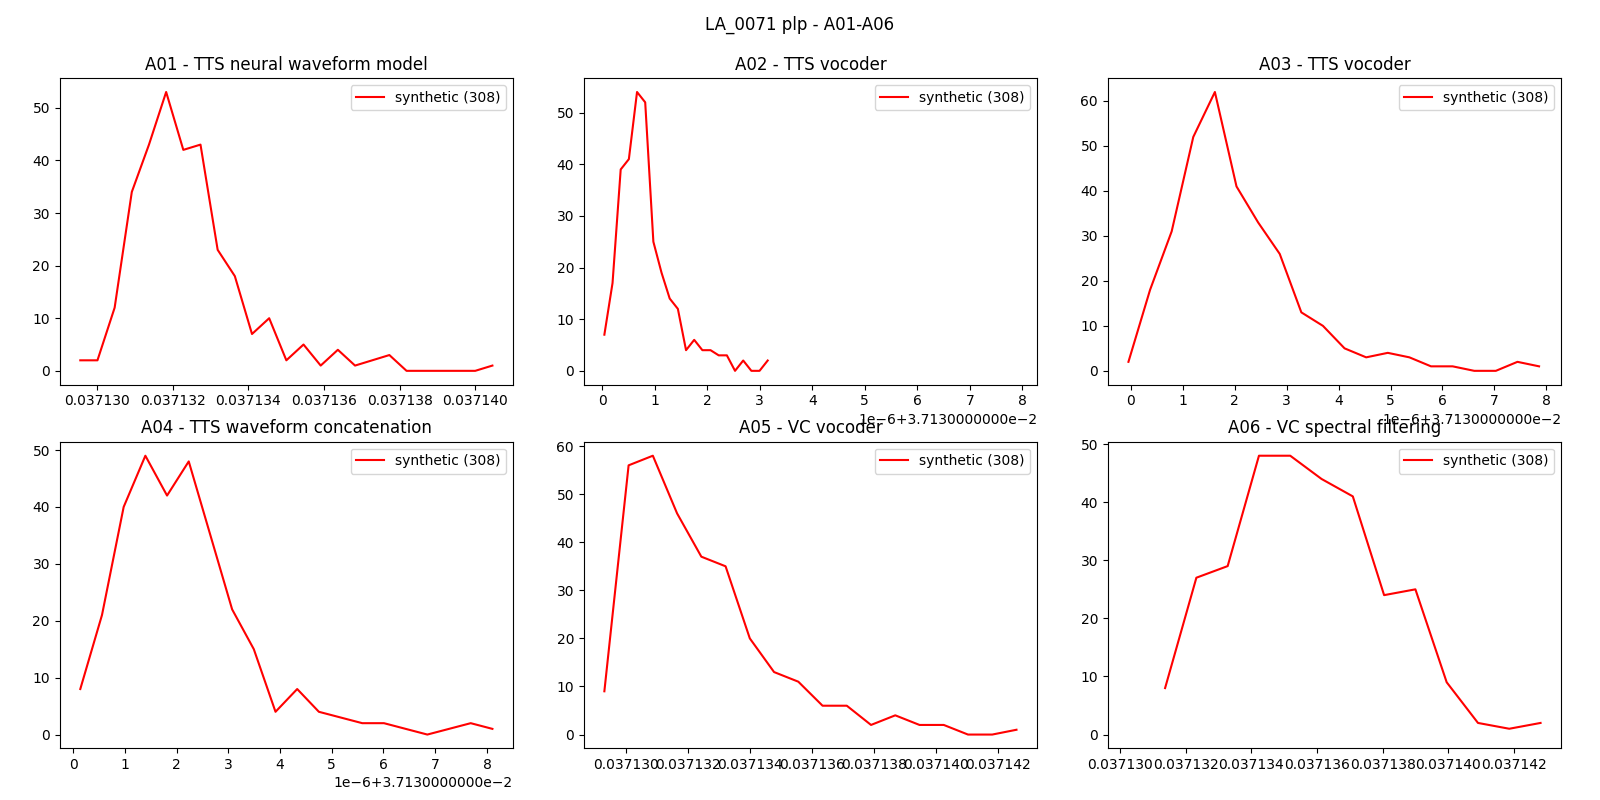 LA_0071 plp - A01-A06
A01 - TTS neural waveform model
synthetic (308)
50
40
30
20
10
0
0.037130 0.037132 0.037134 0.037136 0.037138 0.037140
A02 - TTS vocoder
synthetic (308)
50
40
30
20
10
0
0 1 2 3 4 5 6 7 8
1e−6+3.7130000000e−2
A03 - TTS vocoder
synthetic (308)
60
50
40
30
20
10
0
0 1 2 3 4 5 6 7 8
1e−6+3.7130000000e−2
A04 - TTS waveform concatenation
synthetic (308)
50
40
30
20
10
0
0 1 2 3 4 5 6 7 8
1e−6+3.7130000000e−2
A05 - VC vocoder
synthetic (308)
60
50
40
30
20
10
0
0.037130 0.037132 0.037134 0.037136 0.037138 0.037140 0.037142
A06 - VC spectral filtering
synthetic (308)
50
40
30
20
10
0
0.037130 0.037132 0.037134 0.037136 0.037138 0.037140 0.037142